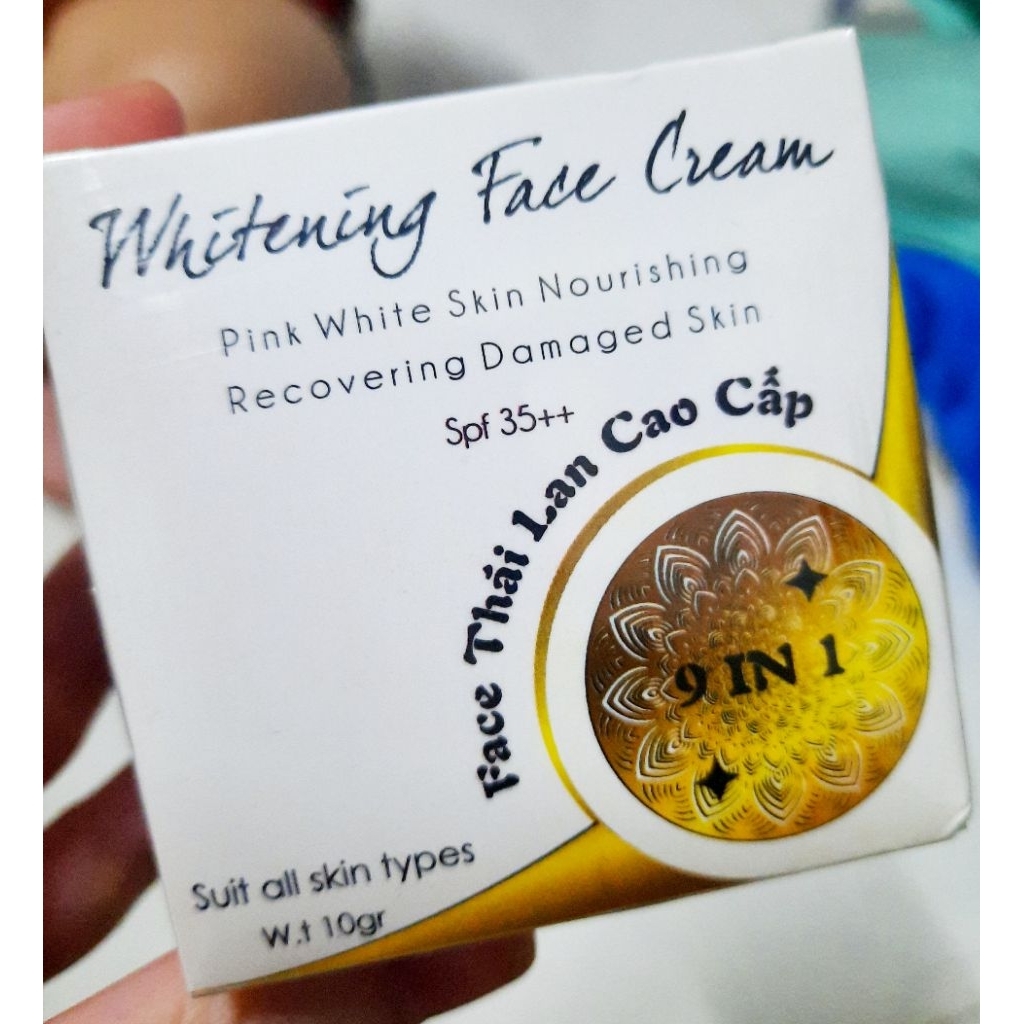 Whitening Face Cream
Pink White Skin Nourishing
Recovering Damaged Skin
Spf 35++
Face Thái Lan Cao Cấp
9 IN 1
Suit all skin types
W.t 10gr